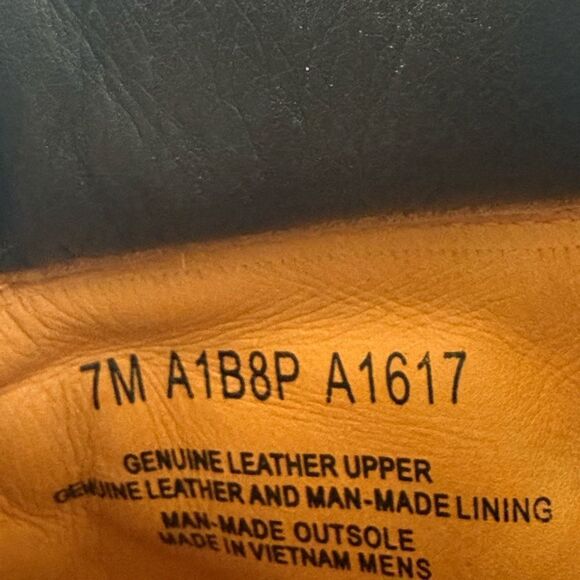 7M A1B8P A1617
GENUINE LEATHER UPPER
GENUINE LEATHER AND MAN-MADE LINING
MAN-MADE OUTSOLE
MADE IN VIETNAM MENS